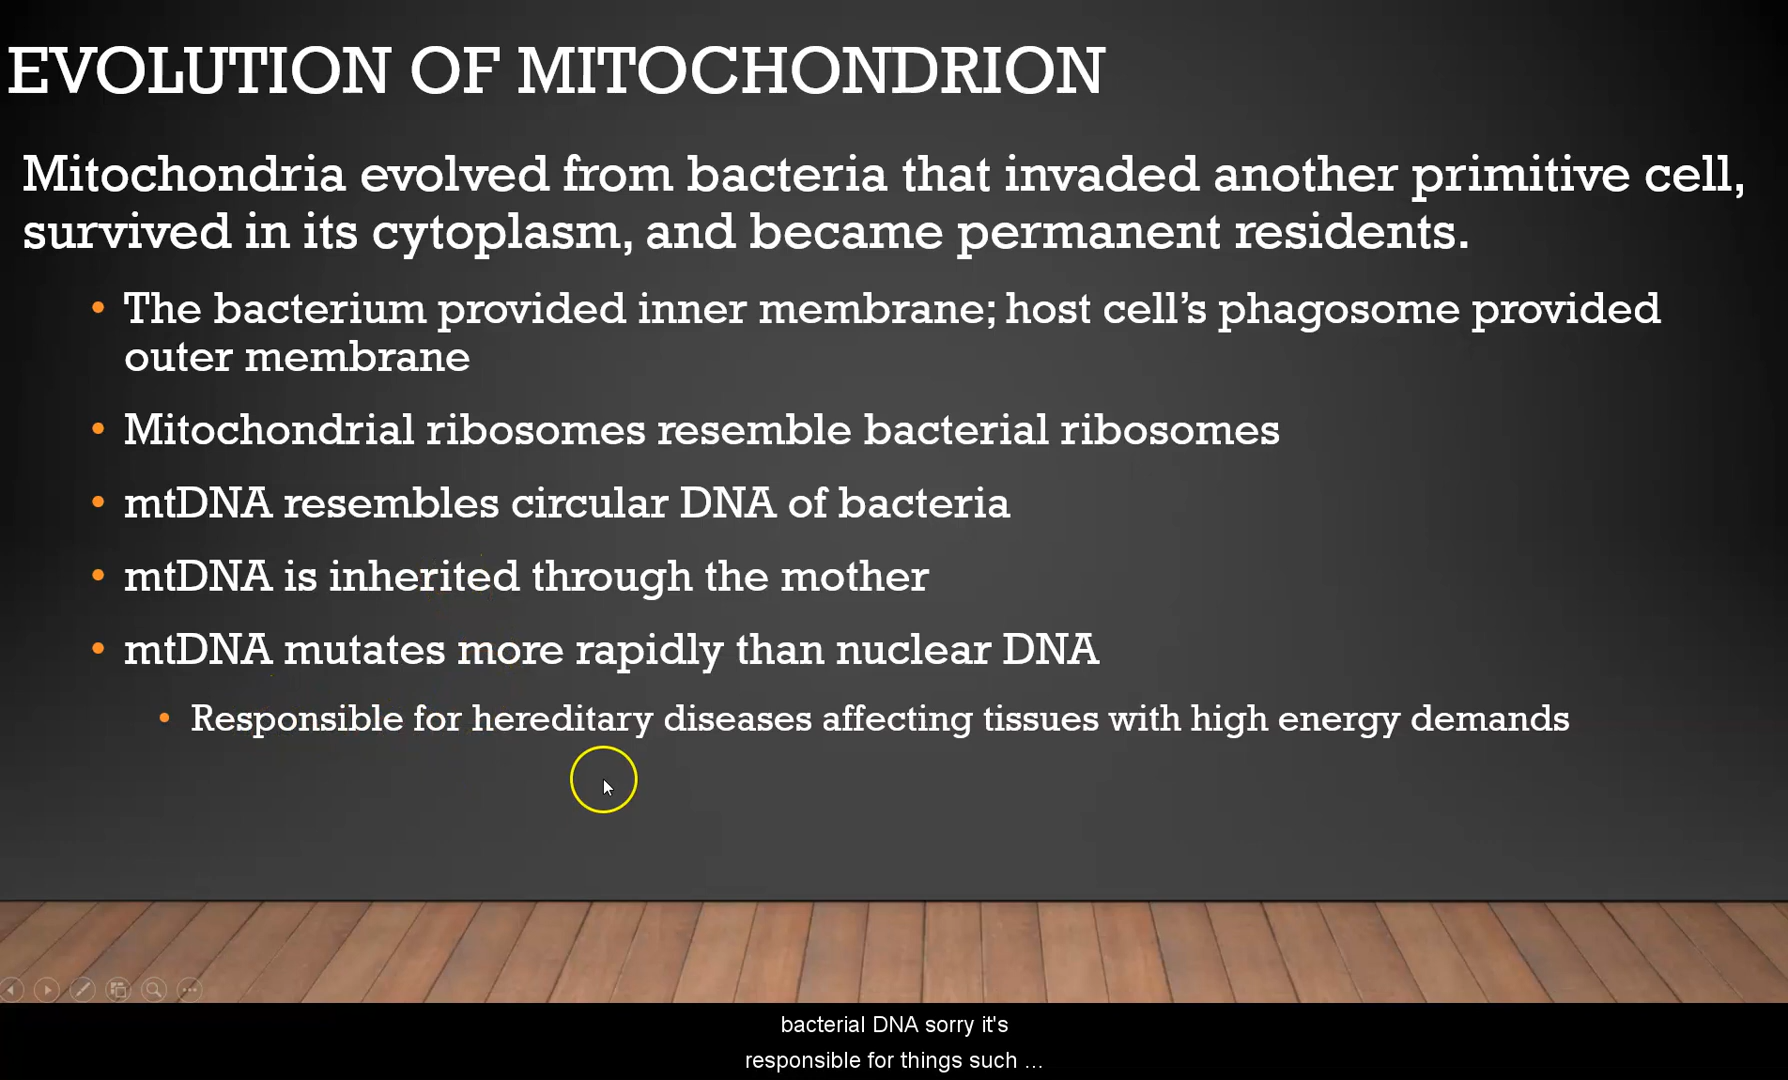 EVOLUTION OF MITOCHONDRION
Mitochondria evolved from bacteria that invaded another primitive cell,
survived in its cytoplasm, and became permanent residents.
• The bacterium provided inner membrane; host cell’s phagosome provided
outer membrane
• Mitochondrial ribosomes resemble bacterial ribosomes
• mtDNA resembles circular DNA of bacteria
• mtDNA is inherited through the mother
• mtDNA mutates more rapidly than nuclear DNA
• Responsible for hereditary diseases affecting tissues with high energy demands
bacterial DNA sorry it's
responsible for things such ...